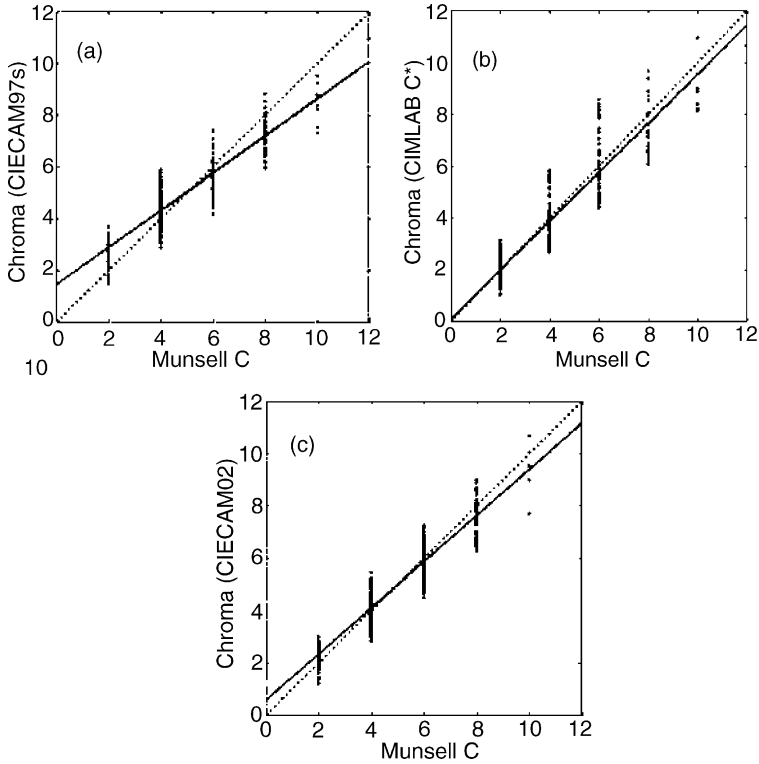 12
10
8
6
4
2
0
Chroma (CIECAM97s)
(a)
0 2 4 6 8 10 12
Munsell C
10
12
10
8
6
4
2
0
Chroma (CIMLAB C*)
(b)
0 2 4 6 8 10 12
Munsell C
12
10
8
6
4
2
0
Chroma (CIECAM02)
(c)
0 2 4 6 8 10 12
Munsell C